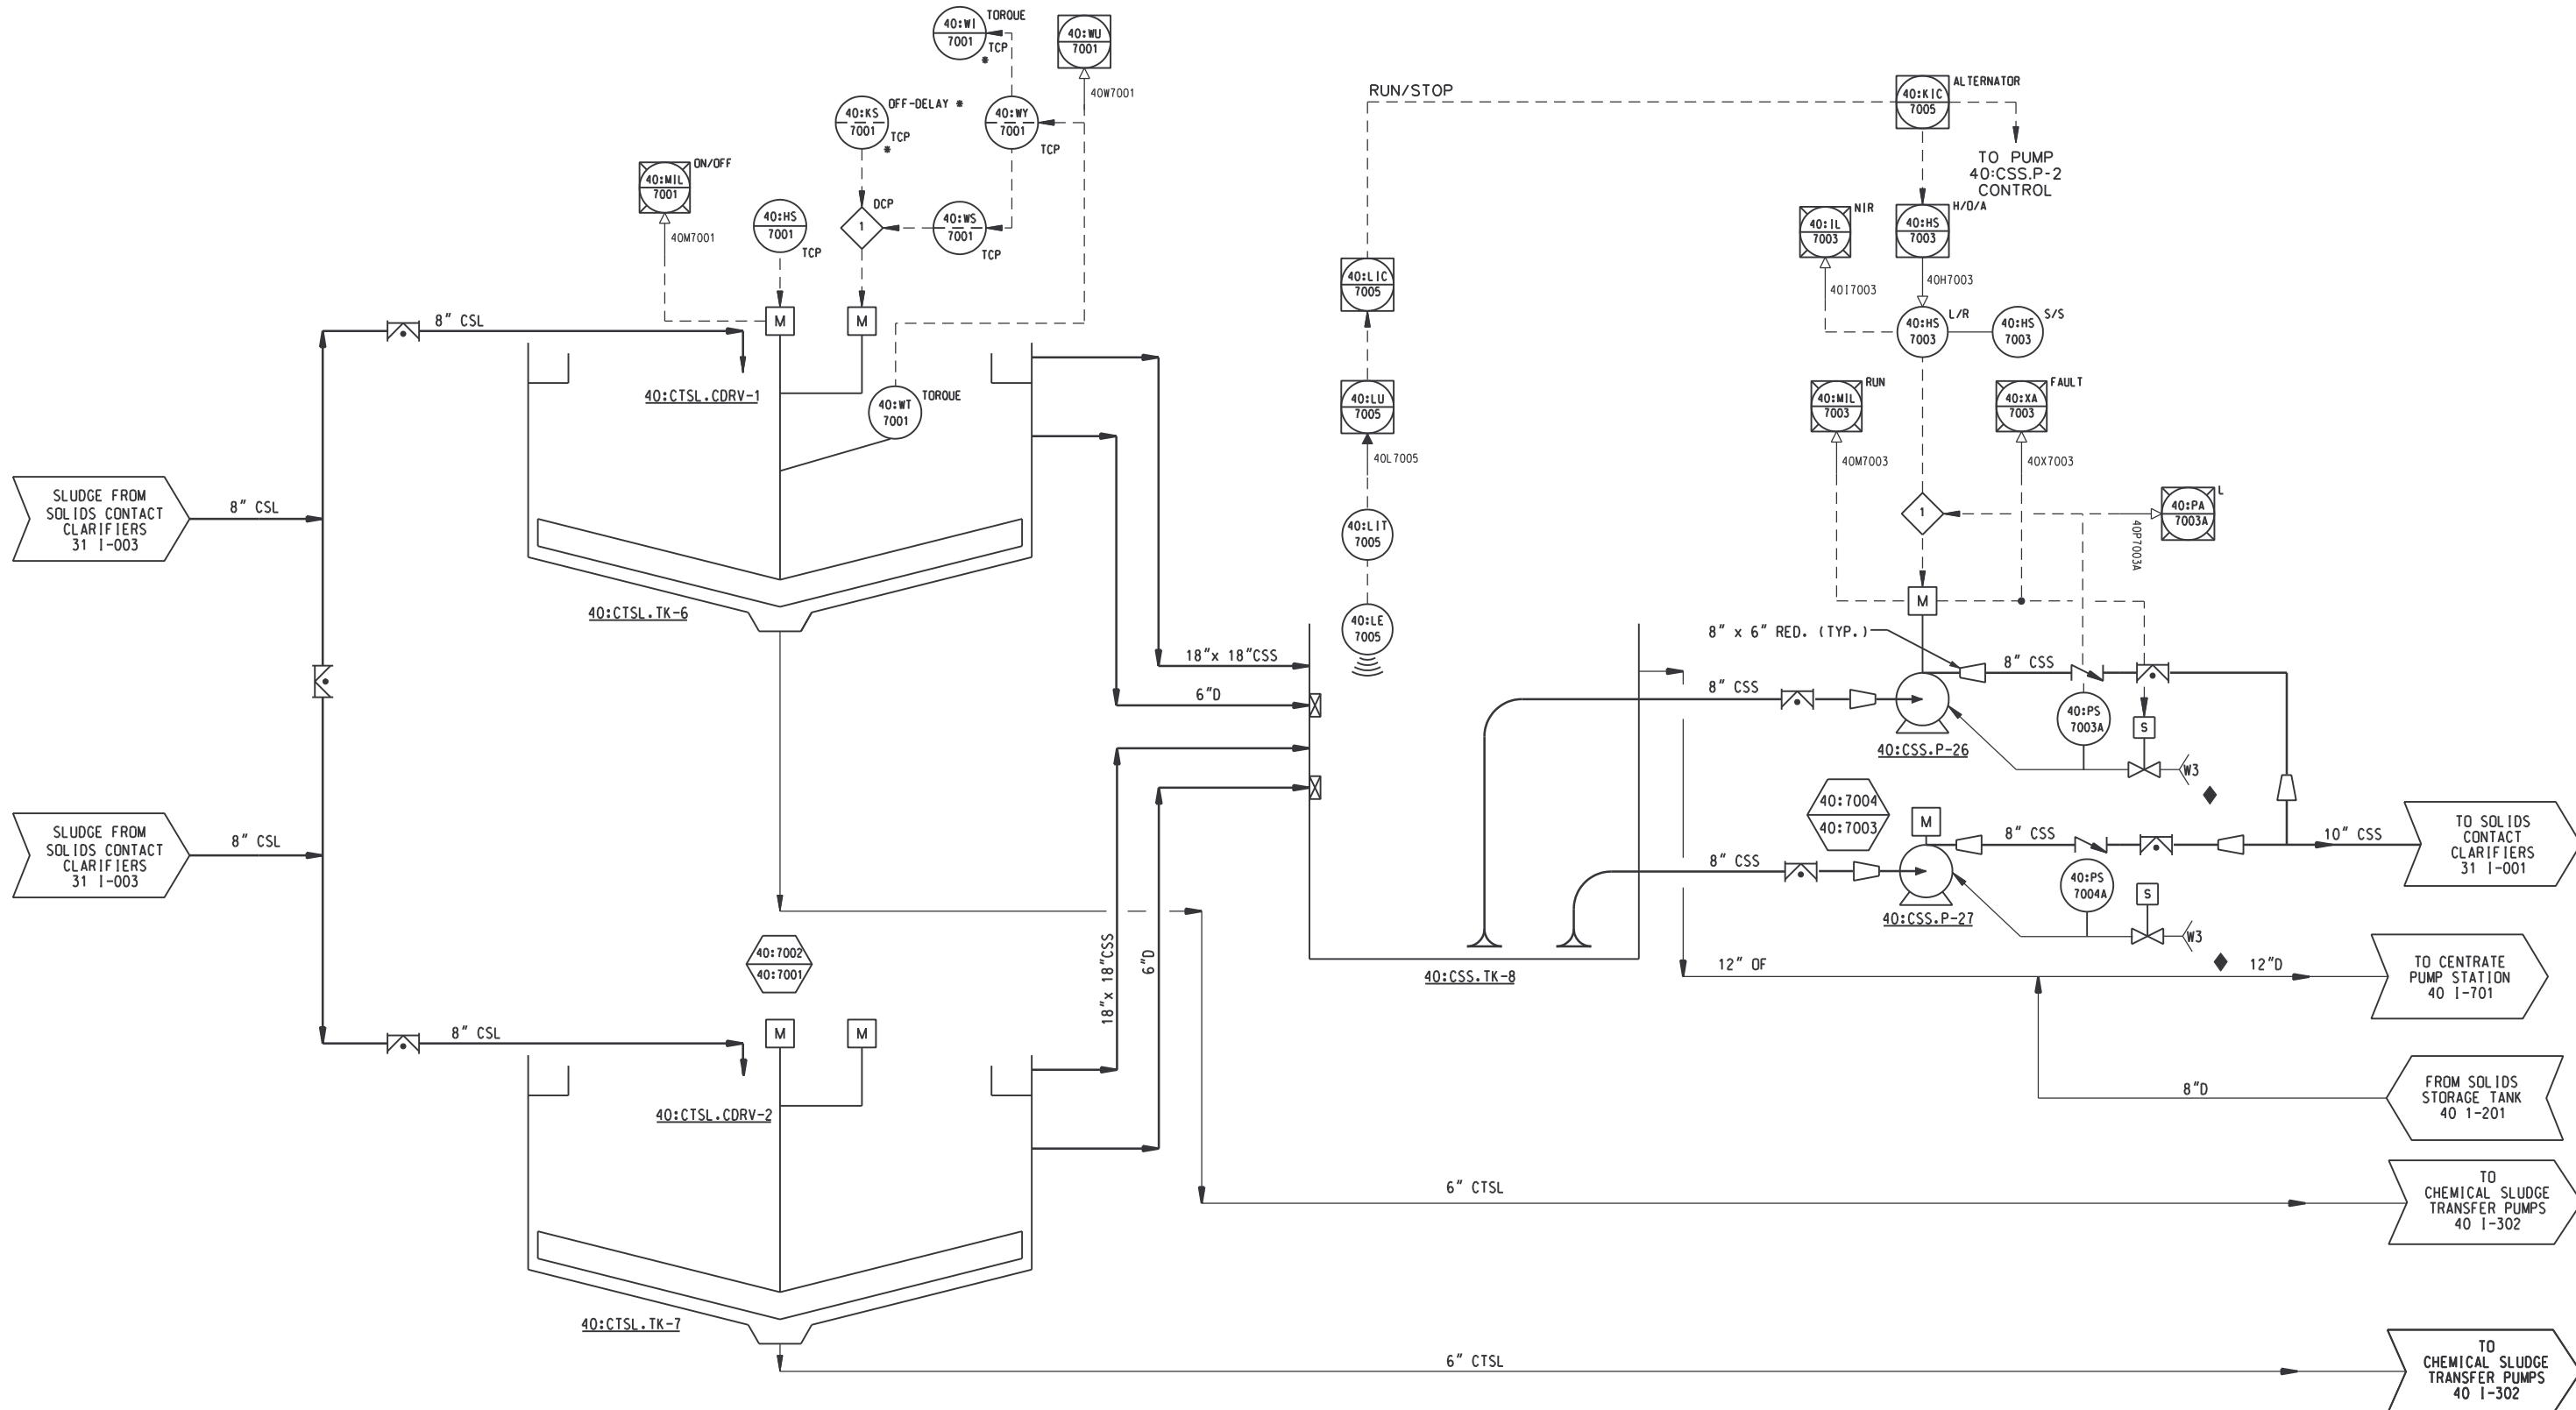 40:WI
7001
TORQUE
TCP
*
40:WU
7001
40W7001
40:KS
7001
OFF-DELAY *
TCP
*
40:WY
7001
TCP
40:MIL
7001
ON/OFF
40M7001
40:HS
7001
TCP
DCP
1
40:WS
7001
TCP
M
M
8" CSL
40:CTSL.CDRV-1
40:WT
7001
TORQUE
SLUDGE FROM
SOLIDS CONTACT
CLARIFIERS
31 I-003
8" CSL
40:CTSL.TK-6
18"x 18"CSS
6"D
SLUDGE FROM
SOLIDS CONTACT
CLARIFIERS
31 I-003
8" CSL
40:7002
40:7001
18"x 18"CSS
6"D
8" CSL
M
M
40:CTSL.CDRV-2
40:CTSL.TK-7
RUN/STOP
40:LIC
7005
40:LU
7005
40L7005
40:LIT
7005
40:LE
7005
40:CSS.TK-8
40:KIC
7005
ALTERNATOR
TO PUMP
40:CSS.P-2
CONTROL
40:IL
7003
NIR
40I7003
40:HS
7003
H/O/A
40H7003
40:HS
7003
L/R
40:HS
7003
S/S
40:MIL
7003
RUN
40M7003
40:XA
7003
FAULT
40X7003
1
40:PA
7003A
L
40P7003A
M
8" x 6" RED. (TYP.)
8" CSS
8" CSS
40:PS
7003A
S
W3
40:CSS.P-26
40:7004
40:7003
M
8" CSS
8" CSS
40:PS
7004A
S
W3
40:CSS.P-27
10" CSS
TO SOLIDS
CONTACT
CLARIFIERS
31 I-001
12" OF
12"D
TO CENTRATE
PUMP STATION
40 I-701
8"D
FROM SOLIDS
STORAGE TANK
40 1-201
6" CTSL
TO
CHEMICAL SLUDGE
TRANSFER PUMPS
40 I-302
6" CTSL
TO
CHEMICAL SLUDGE
TRANSFER PUMPS
40 I-302